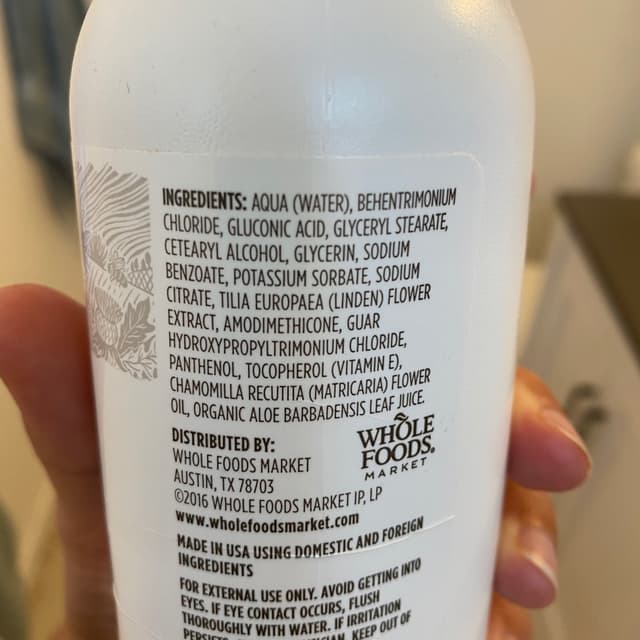 INGREDIENTS: AQUA (WATER), BEHENTRIMONIUM
CHLORIDE, GLUCONIC ACID, GLYCERYL STEARATE,
CETEARYL ALCOHOL, GLYCERIN, SODIUM
BENZOATE, POTASSIUM SORBATE, SODIUM
CITRATE, TILIA EUROPAEA (LINDEN) FLOWER
EXTRACT, AMODIMETHICONE, GUAR
HYDROXYPROPYLTRIMONIUM CHLORIDE,
PANTHENOL, TOCOPHEROL (VITAMIN E),
CHAMOMILLA RECUTITA (MATRICARIA) FLOWER
OIL, ORGANIC ALOE BARBADENSIS LEAF JUICE.
DISTRIBUTED BY:
WHOLE FOODS MARKET
AUSTIN, TX 78703
©2016 WHOLE FOODS MARKET IP, LP
www.wholefoodsmarket.com
WHOLE
FOODS®
MARKET
MADE IN USA USING DOMESTIC AND FOREIGN
INGREDIENTS
FOR EXTERNAL USE ONLY. AVOID GETTING INTO
EYES. IF EYE CONTACT OCCURS, FLUSH
THOROUGHLY WITH WATER. IF IRRITATION
KEEP OUT OF